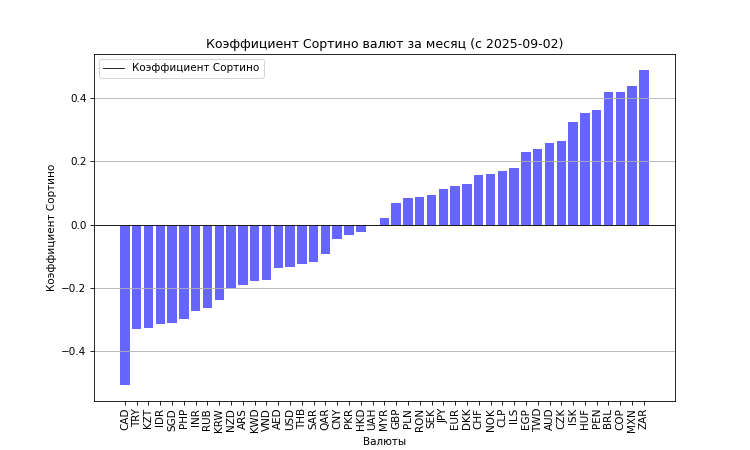 Коэффициент Сортино валют за месяц (с 2025-09-02)
Коэффициент Сортино
0.4
0.2
0.0
−0.2
−0.4
Коэффициент Сортино
CAD TRY KZT IDR SGD PHP INR RUB KRW NZD ARS KWD VND AED USD THB SAR QAR CNY PKR HKD UAH MYR GBP PLN RON SEK JPY EUR DKK CHF NOK CLP ILS EGP TWD AUD CZK ISK HUF PEN BRL COP MXN ZAR
Валюты